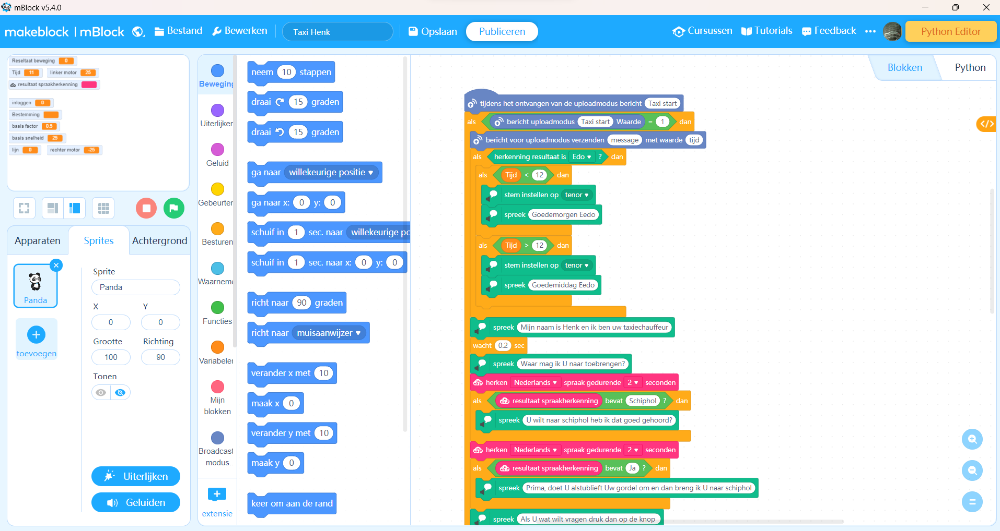 mBlock v5.4.0
makeblock | mBlock
Bestand
Bewerken
Taxi Henk
Opslaan
Publiceren
Cursussen
Tutorials
Feedback
Python Editor
Reseltaat beweging 0
Tijd 11 linker motor 25
resultaat spraakherkenning
inloggen 0
Bestemming
basis factor 0.5
basis snelheid 25
lijn 0 rechter motor -25
Apparaten
Sprites
Achtergrond
Panda
toevoegen
Sprite
Panda
X Y
0 0
Grootte Richting
100 90
Tonen
Uiterlijken
Geluiden
Beweging
Uiterlijken
Geluid
Gebeurten
Besturen
Waarneme
Functies
Variabelen
Mijn
blokken
Broadcast
modus..
extensie
neem 10 stappen
draai 15 graden
draai 15 graden
ga naar willekeurige positie
ga naar x: 0 y: 0
schuif in 1 sec. naar willekeurige po
schuif in 1 sec. naar x: 0 y: 0
richt naar 90 graden
richt naar muisaanwijzer
verander x met 10
maak x 0
verander y met 10
maak y 0
keer om aan de rand
Blokken
Python
tijdens het ontvangen van de uploadmodus bericht Taxi start
als bericht uploadmodus Taxi start Waarde = 1 dan
bericht voor uploadmodus verzenden message met waarde tijd
als herkenning resultaat is Edo ? dan
als Tijd < 12 dan
stem instellen op tenor
spreek Goedemorgen Eedo
als Tijd > 12 dan
stem instellen op tenor
spreek Goedemiddag Eedo
spreek Mijn naam is Henk en ik ben uw taxiechauffeur
wacht 0.2 sec
spreek Waar mag ik U naar toebrengen?
herken Nederlands spraak gedurende 2 seconden
als resultaat spraakherkenning bevat Schiphol ? dan
spreek U wilt naar schiphol heb ik dat goed gehoord?
herken Nederlands spraak gedurende 2 seconden
als resultaat spraakherkenning bevat Ja ? dan
spreek Prima, doet U alstublieft Uw gordel om en dan breng ik U naar schiphol
spreek Als U wat wilt vragen druk dan op de knop